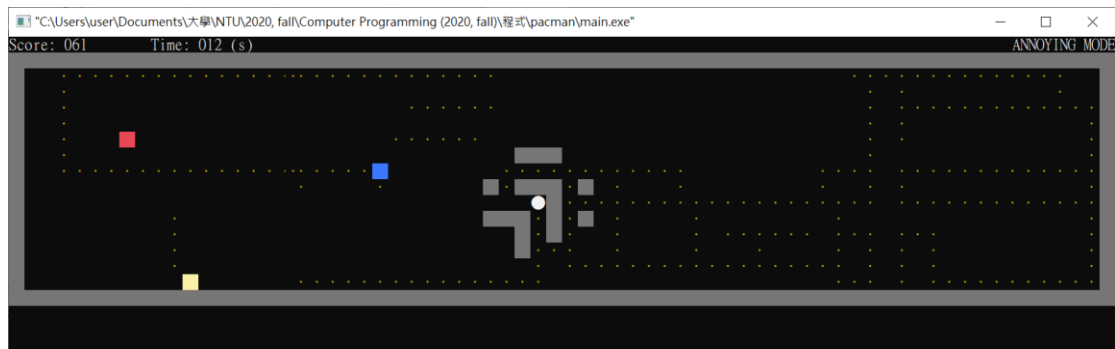 "C:\Users\user\Documents\大學\NTU\2020, fall\Computer Programming (2020, fall)\程式\pacman\main.exe"
Score: 061 Time: 012 (s) ANNOYING MODE